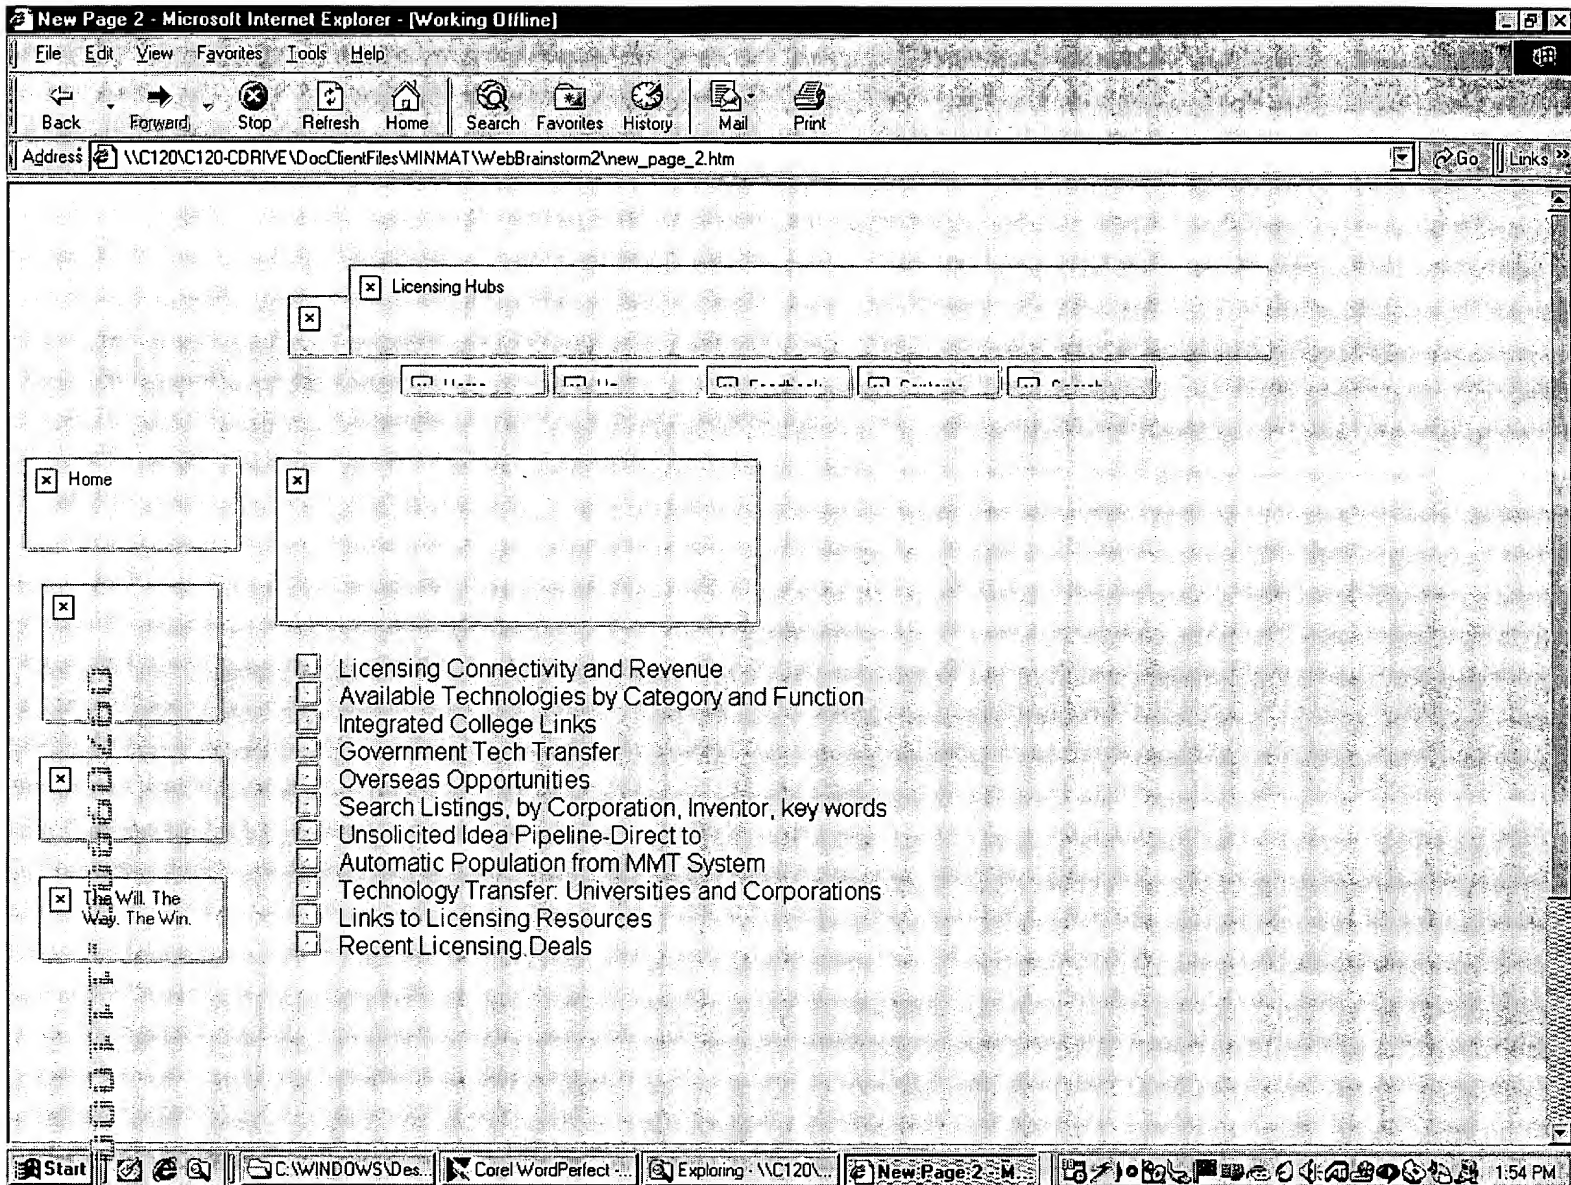 New Page 2 - Microsoft Internet Explorer - [Working Offline]
File Edit View Favorites Tools Help
Back Forward Stop Refresh Home Search Favorites History Mail Print
Address \\C120\C120-CDRIVE\DocClientFiles\MINMAT\WebBrainstorm2\new_page_2.htm Go Links »
Licensing Hubs
Home Up Feedback Contents Search
Home
Licensing Connectivity and Revenue
Available Technologies by Category and Function
Integrated College Links
Government Tech Transfer
Overseas Opportunities
Search Listings, by Corporation, Inventor, key words
Unsolicited Idea Pipeline-Direct to
Automatic Population from MMT System
Technology Transfer: Universities and Corporations
Links to Licensing Resources
Recent Licensing Deals
The Will. The
Way. The Win.
Start C:\WINDOWS\Des... Corel WordPerfect -... Exploring - \\C120\... New Page 2 - M... 1:54 PM